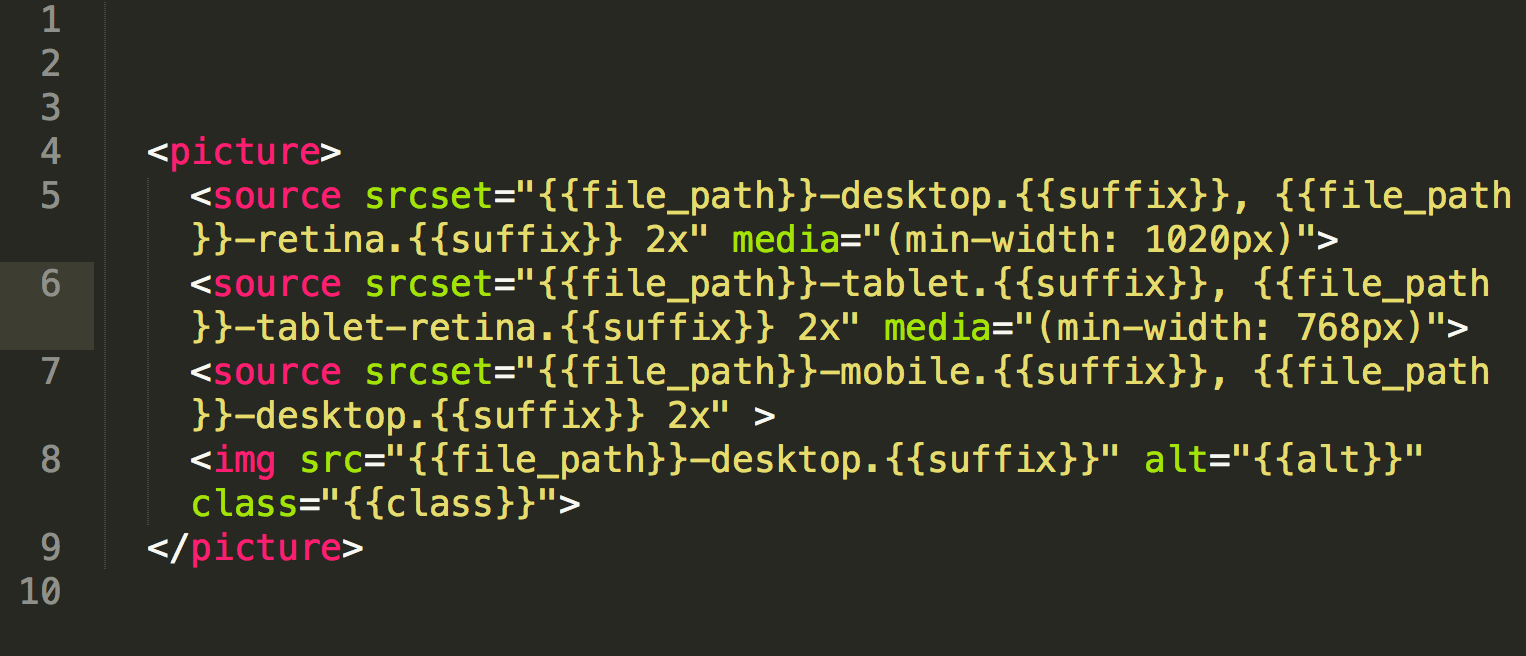 1
2
3
4 <picture>
5 <source srcset="{{file_path}}-desktop.{{suffix}}, {{file_path
}}-retina.{{suffix}} 2x" media="(min-width: 1020px)">
6 <source srcset="{{file_path}}-tablet.{{suffix}}, {{file_path
}}-tablet-retina.{{suffix}} 2x" media="(min-width: 768px)">
7 <source srcset="{{file_path}}-mobile.{{suffix}}, {{file_path
}}-desktop.{{suffix}} 2x" >
8 <img src="{{file_path}}-desktop.{{suffix}}" alt="{{alt}}"
class="{{class}}">
9 </picture>
10